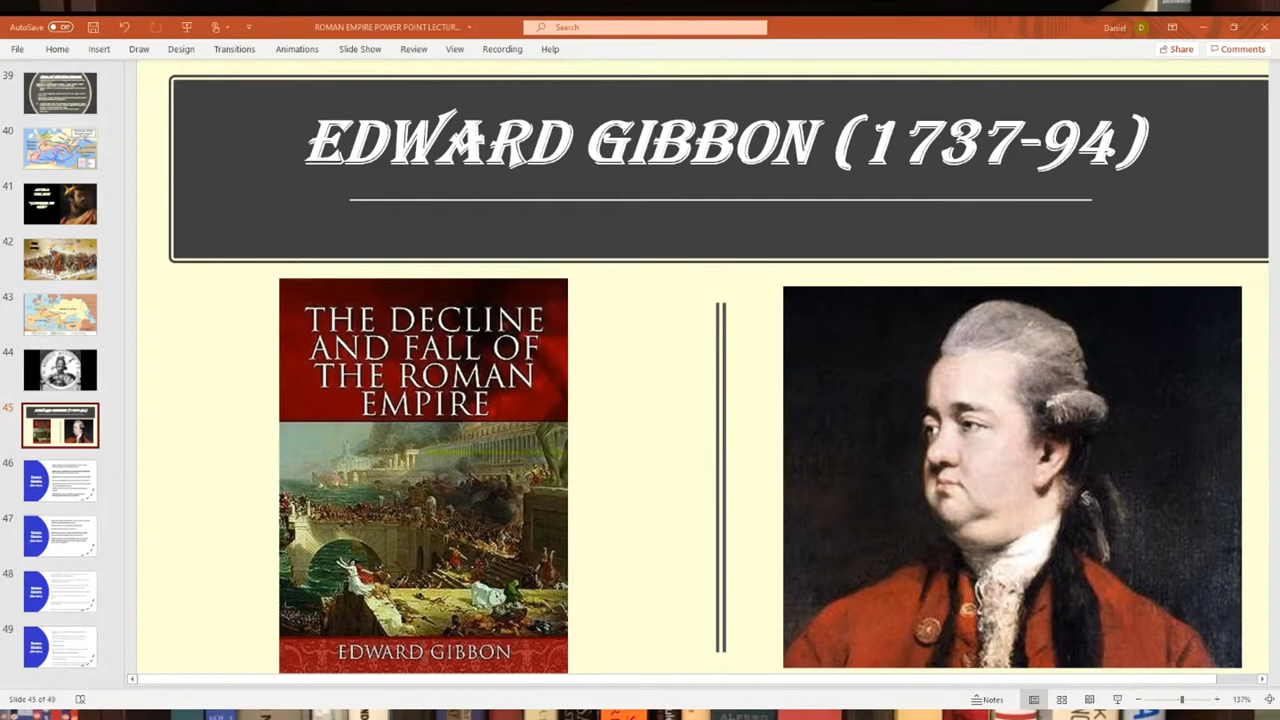 AutoSave Off
ROMAN EMPIRE POWER POINT LECTUR...
Search
Daniel D
File Home Insert Draw Design Transitions Animations Slide Show Review View Recording Help
Share Comments
39
40
41
42
43
44
45
46
47
48
49
EDWARD GIBBON (1737-94)
THE DECLINE
AND FALL OF
THE ROMAN
EMPIRE
EDWARD GIBBON
Slide 45 of 49
Notes
137%